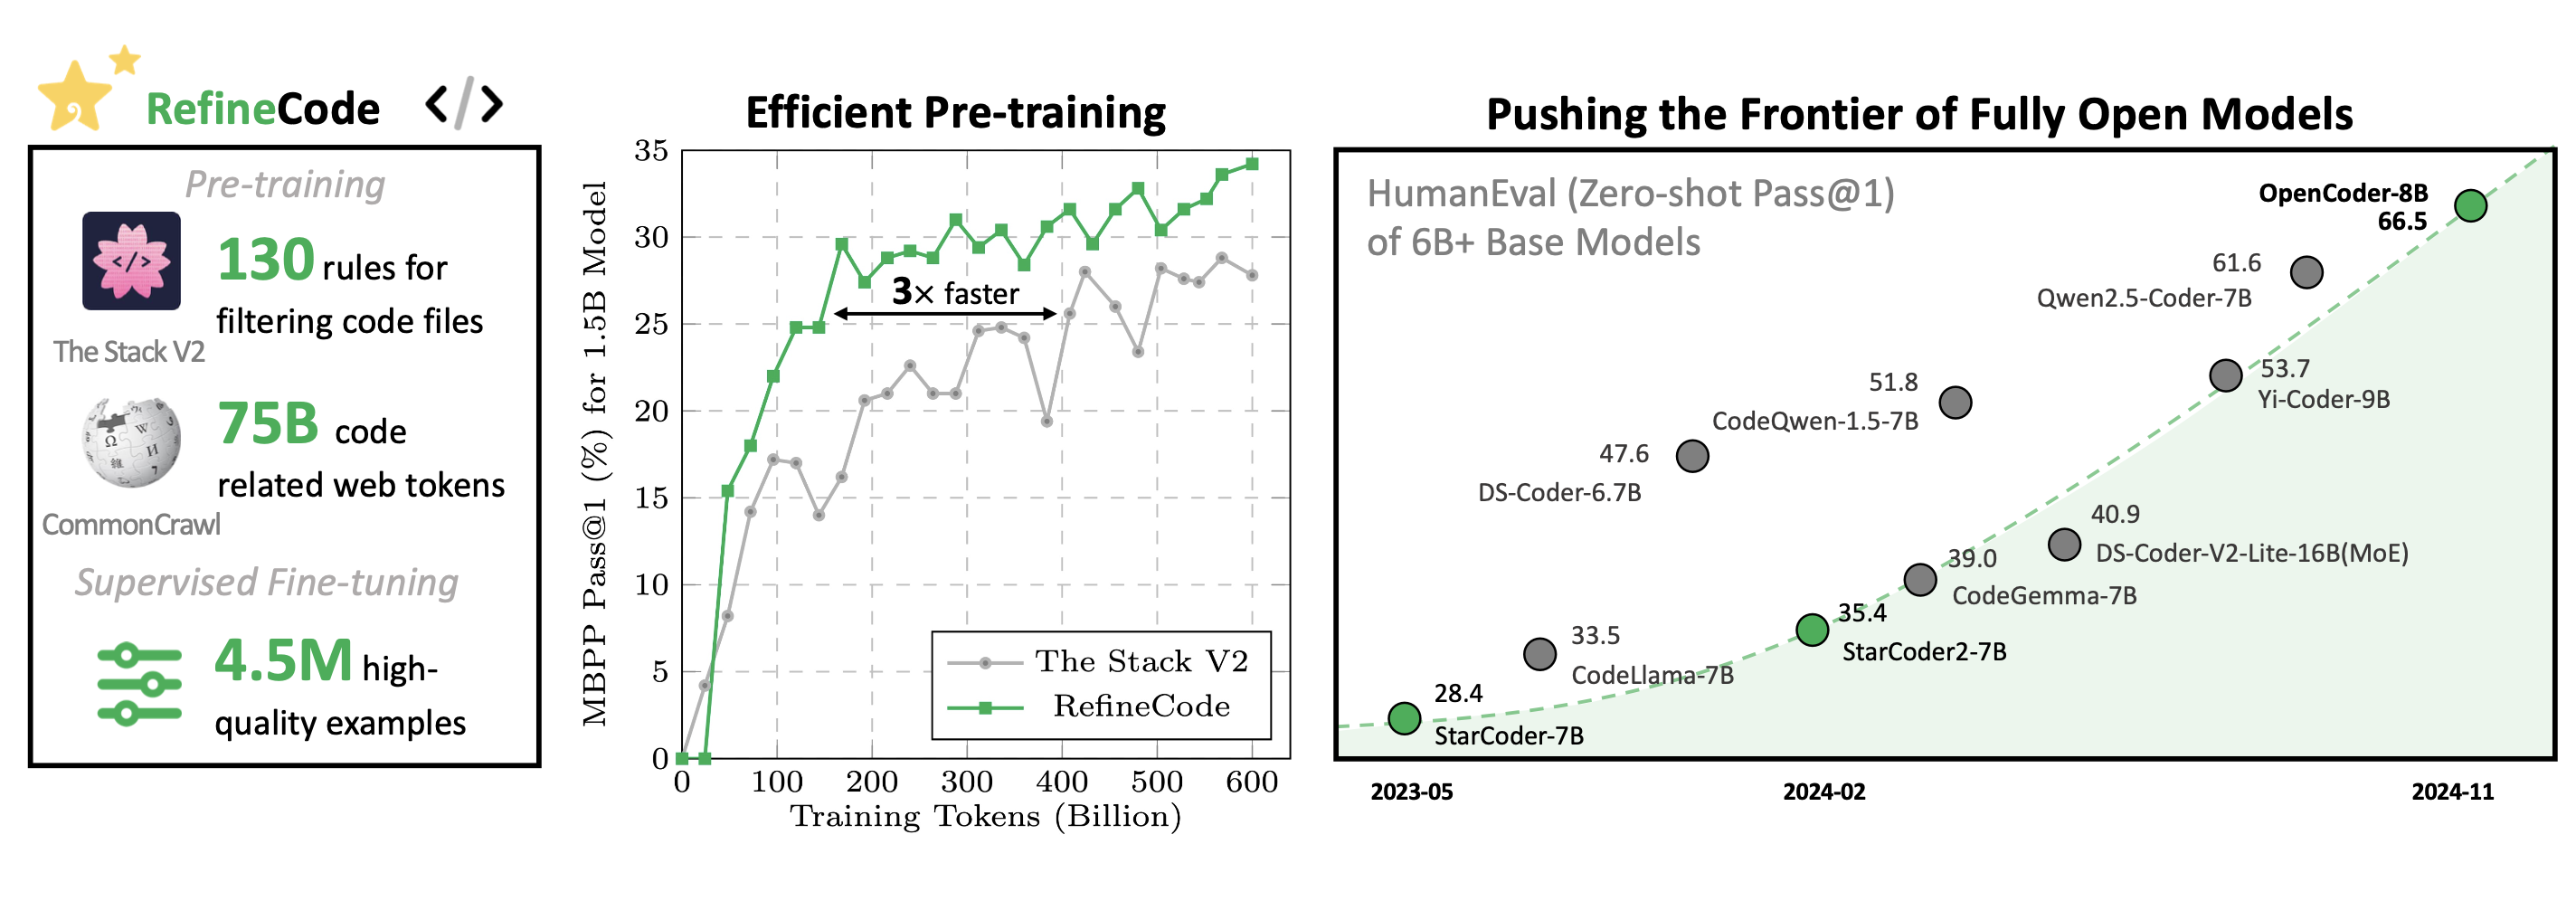 RefineCode </>
Pre-training
</>
130 rules for
filtering code files
The Stack V2
75B code
related web tokens
CommonCrawl
Supervised Fine-tuning
4.5M high-
quality examples
Efficient Pre-training
MBPP Pass@1 (%) for 1.5B Model
35
30
25
20
15
10
5
0
3× faster
The Stack V2
RefineCode
0 100 200 300 400 500 600
Training Tokens (Billion)
Pushing the Frontier of Fully Open Models
HumanEval (Zero-shot Pass@1)
of 6B+ Base Models
OpenCoder-8B
66.5
61.6
Qwen2.5-Coder-7B
53.7
Yi-Coder-9B
51.8
CodeQwen-1.5-7B
47.6
DS-Coder-6.7B
40.9
DS-Coder-V2-Lite-16B(MoE)
39.0
CodeGemma-7B
35.4
StarCoder2-7B
33.5
CodeLlama-7B
28.4
StarCoder-7B
2023-05 2024-02 2024-11